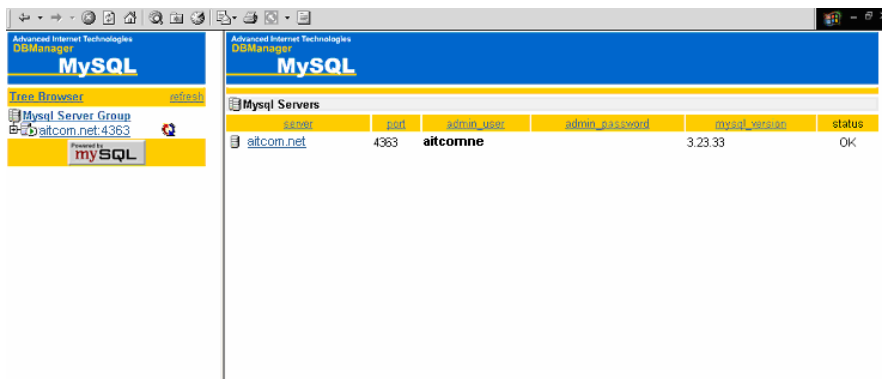 Advanced Internet Technologies
DBManager
MySQL
Tree Browser refresh
Mysql Server Group
aitcom.net:4363
Powered by
mySQL
Advanced Internet Technologies
DBManager
MySQL
Mysql Servers
server port admin_user admin_password mysql_version status
aitcom.net 4363 aitcomne 3.23.33 OK